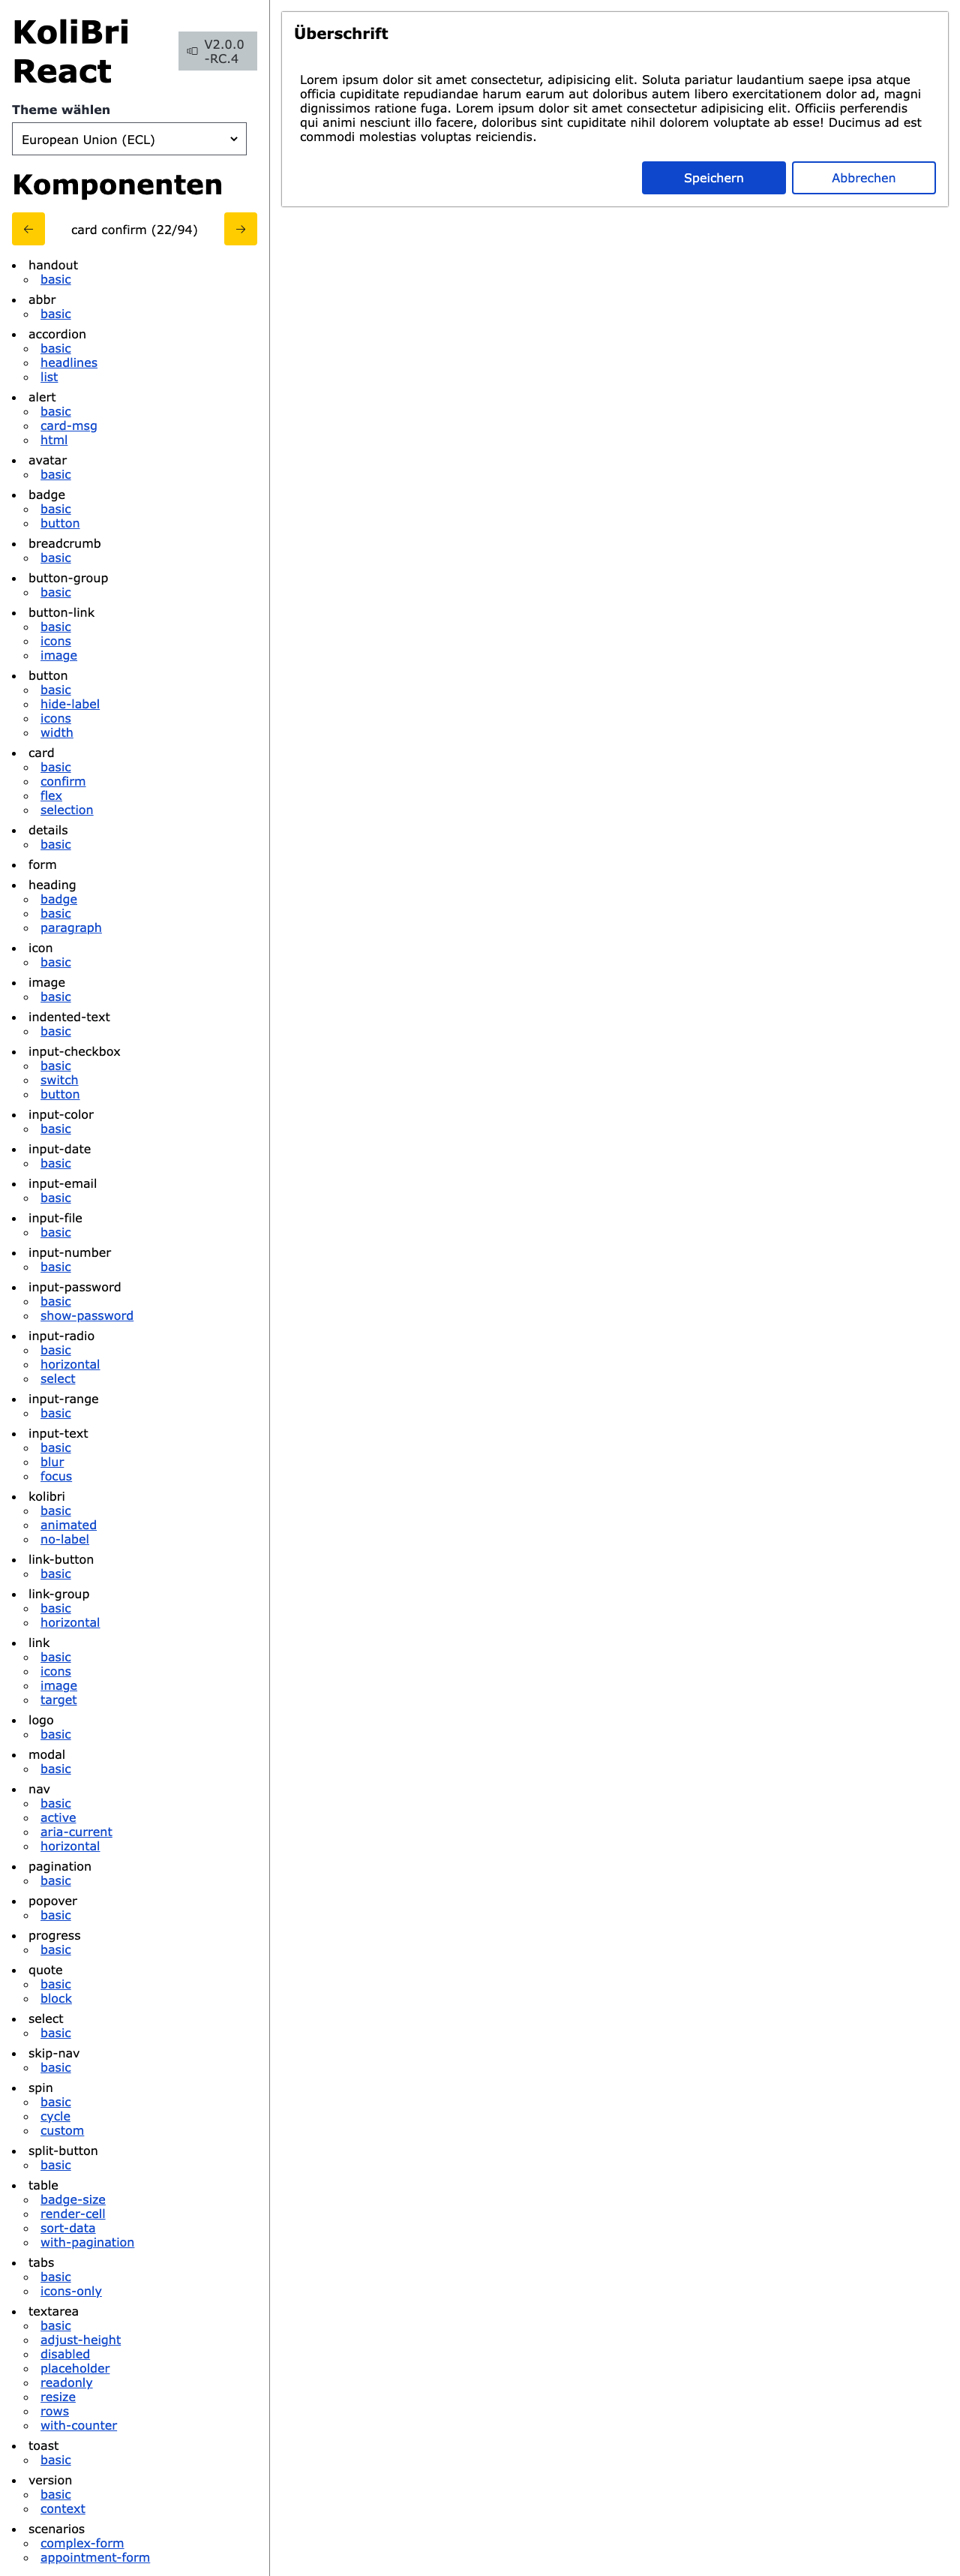 KoliBri
React
V2.0.0
-RC.4
Theme wählen
European Union (ECL)
Komponenten
card confirm (22/94)
handout
basic
abbr
basic
accordion
basic
headlines
list
alert
basic
card-msg
html
avatar
basic
badge
basic
button
breadcrumb
basic
button-group
basic
button-link
basic
icons
image
button
basic
hide-label
icons
width
card
basic
confirm
flex
selection
details
basic
form
heading
badge
basic
paragraph
icon
basic
image
basic
indented-text
basic
input-checkbox
basic
switch
button
input-color
basic
input-date
basic
input-email
basic
input-file
basic
input-number
basic
input-password
basic
show-password
input-radio
basic
horizontal
select
input-range
basic
input-text
basic
blur
focus
kolibri
basic
animated
no-label
link-button
basic
link-group
basic
horizontal
link
basic
icons
image
target
logo
basic
modal
basic
nav
basic
active
aria-current
horizontal
pagination
basic
popover
basic
progress
basic
quote
basic
block
select
basic
skip-nav
basic
spin
basic
cycle
custom
split-button
basic
table
badge-size
render-cell
sort-data
with-pagination
tabs
basic
icons-only
textarea
basic
adjust-height
disabled
placeholder
readonly
resize
rows
with-counter
toast
basic
version
basic
context
scenarios
complex-form
appointment-form
Überschrift
Lorem ipsum dolor sit amet consectetur, adipisicing elit. Soluta pariatur laudantium saepe ipsa atque
officia cupiditate repudiandae harum earum aut doloribus autem libero exercitationem dolor ad, magni
dignissimos ratione fuga. Lorem ipsum dolor sit amet consectetur adipisicing elit. Officiis perferendis
qui animi nesciunt illo facere, doloribus sint cupiditate nihil dolorem voluptate ab esse! Ducimus ad est
commodi molestias voluptas reiciendis.
Speichern
Abbrechen